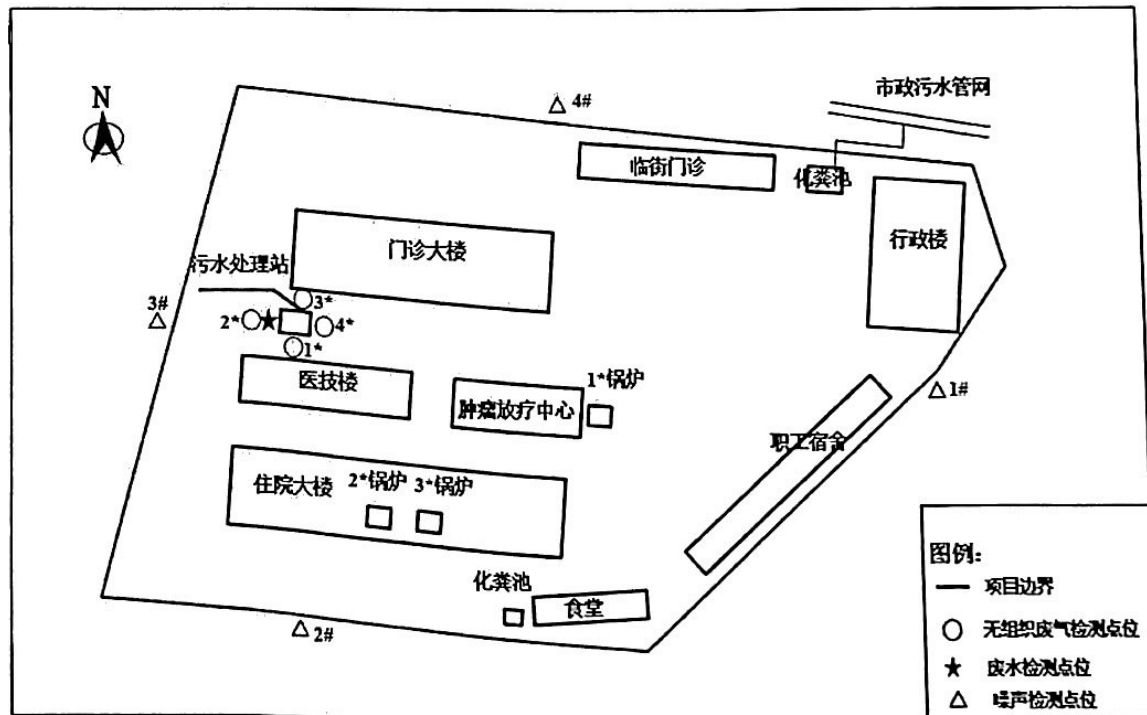 N
4#
市政污水管网
临街门诊
化粪池
行政楼
门诊大楼
污水处理站
3*
3#
2*
4*
1*
医技楼
1*锅炉
肿瘤放疗中心
1#
职工宿舍
住院大楼
2*锅炉
3*锅炉
化粪池
食堂
2#
图例：
项目边界
无组织废气检测点位
废水检测点位
噪声检测点位